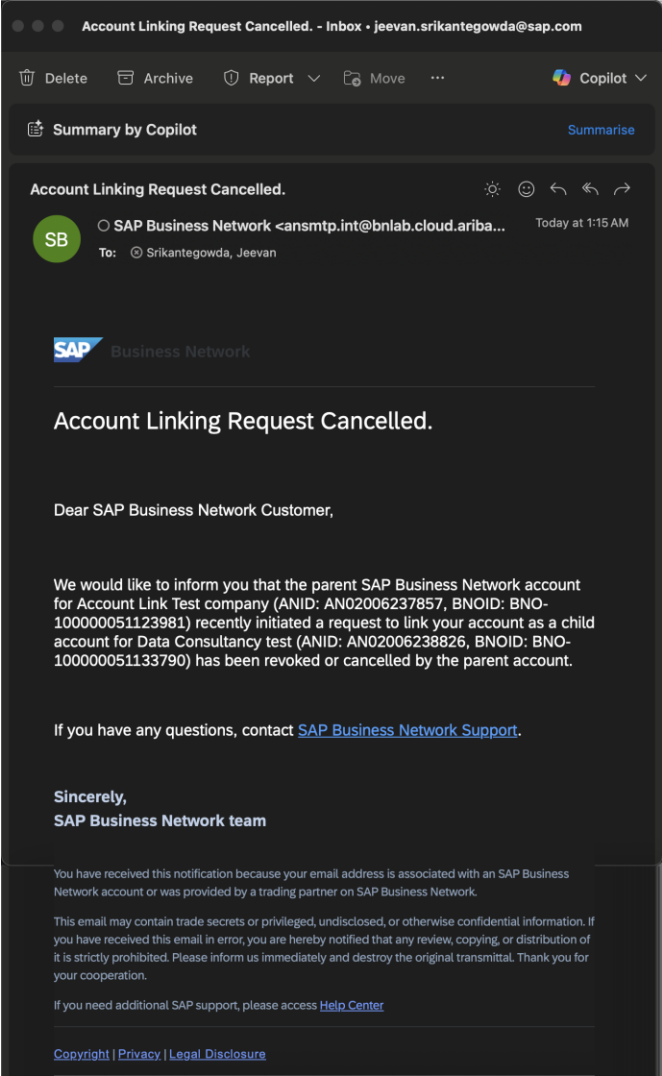 Account Linking Request Cancelled. - Inbox • jeevan.srikantegowda@sap.com
Delete Archive Report Move ... Copilot
Summary by Copilot Summarise
Account Linking Request Cancelled.
SB SAP Business Network <ansmtp.int@bnlab.cloud.ariba... Today at 1:15 AM
To: Srikantegowda, Jeevan
SAP Business Network
Account Linking Request Cancelled.
Dear SAP Business Network Customer,
We would like to inform you that the parent SAP Business Network account
for Account Link Test company (ANID: AN02006237857, BNOID: BNO-
100000051123981) recently initiated a request to link your account as a child
account for Data Consultancy test (ANID: AN02006238826, BNOID: BNO-
100000051133790) has been revoked or cancelled by the parent account.
If you have any questions, contact SAP Business Network Support.
Sincerely,
SAP Business Network team
You have received this notification because your email address is associated with an SAP Business
Network account or was provided by a trading partner on SAP Business Network.
This email may contain trade secrets or privileged, undisclosed, or otherwise confidential information. If
you have received this email in error, you are hereby notified that any review, copying, or distribution of
it is strictly prohibited. Please inform us immediately and destroy the original transmittal. Thank you for
your cooperation.
If you need additional SAP support, please access Help Center
Copyright | Privacy | Legal Disclosure